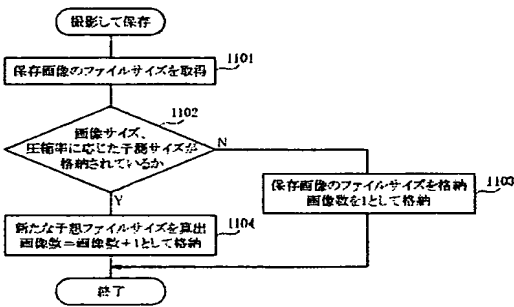 撮影して保存
1101
保存画像のファイルサイズを取得
1102
画像サイズ、
圧縮率に応じた予測サイズが
格納されているか
N
Y
1103
保存画像のファイルサイズを格納
画像数を1として格納
1104
新たな予想ファイルサイズを算出
画像数=画像数+1として格納
終了